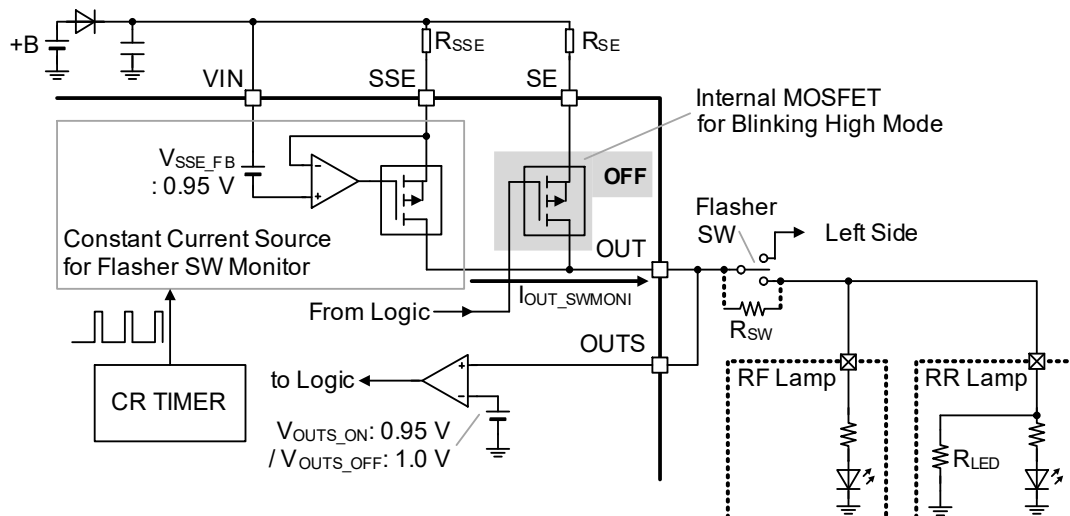 +B
RSSE
RSE
VIN
SSE
SE
Internal MOSFET
for Blinking High Mode
VSSE_FB
: 0.95 V
-
+
OFF
Constant Current Source
for Flasher SW Monitor
Flasher
SW
Left Side
OUT
From Logic
IOUT_SWMONI
RSW
OUTS
CR TIMER
to Logic
+
-
VOUTS_ON: 0.95 V
/ VOUTS_OFF: 1.0 V
RF Lamp
RR Lamp
RLED